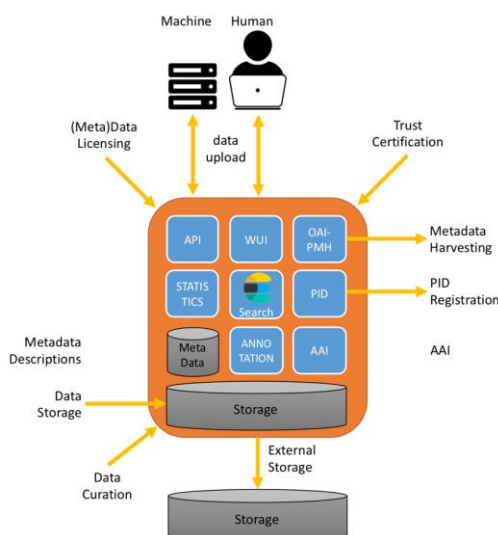 Machine
Human
(Meta)Data
Licensing
data
upload
Trust
Certification
API
WUI
OAI-
PMH
Metadata
Harvesting
STATIS
TICS
Search
PID
PID
Registration
Metadata
Descriptions
Meta
Data
ANNO
TATION
AAI
AAI
Data
Storage
Storage
Data
Curation
External
Storage
Storage